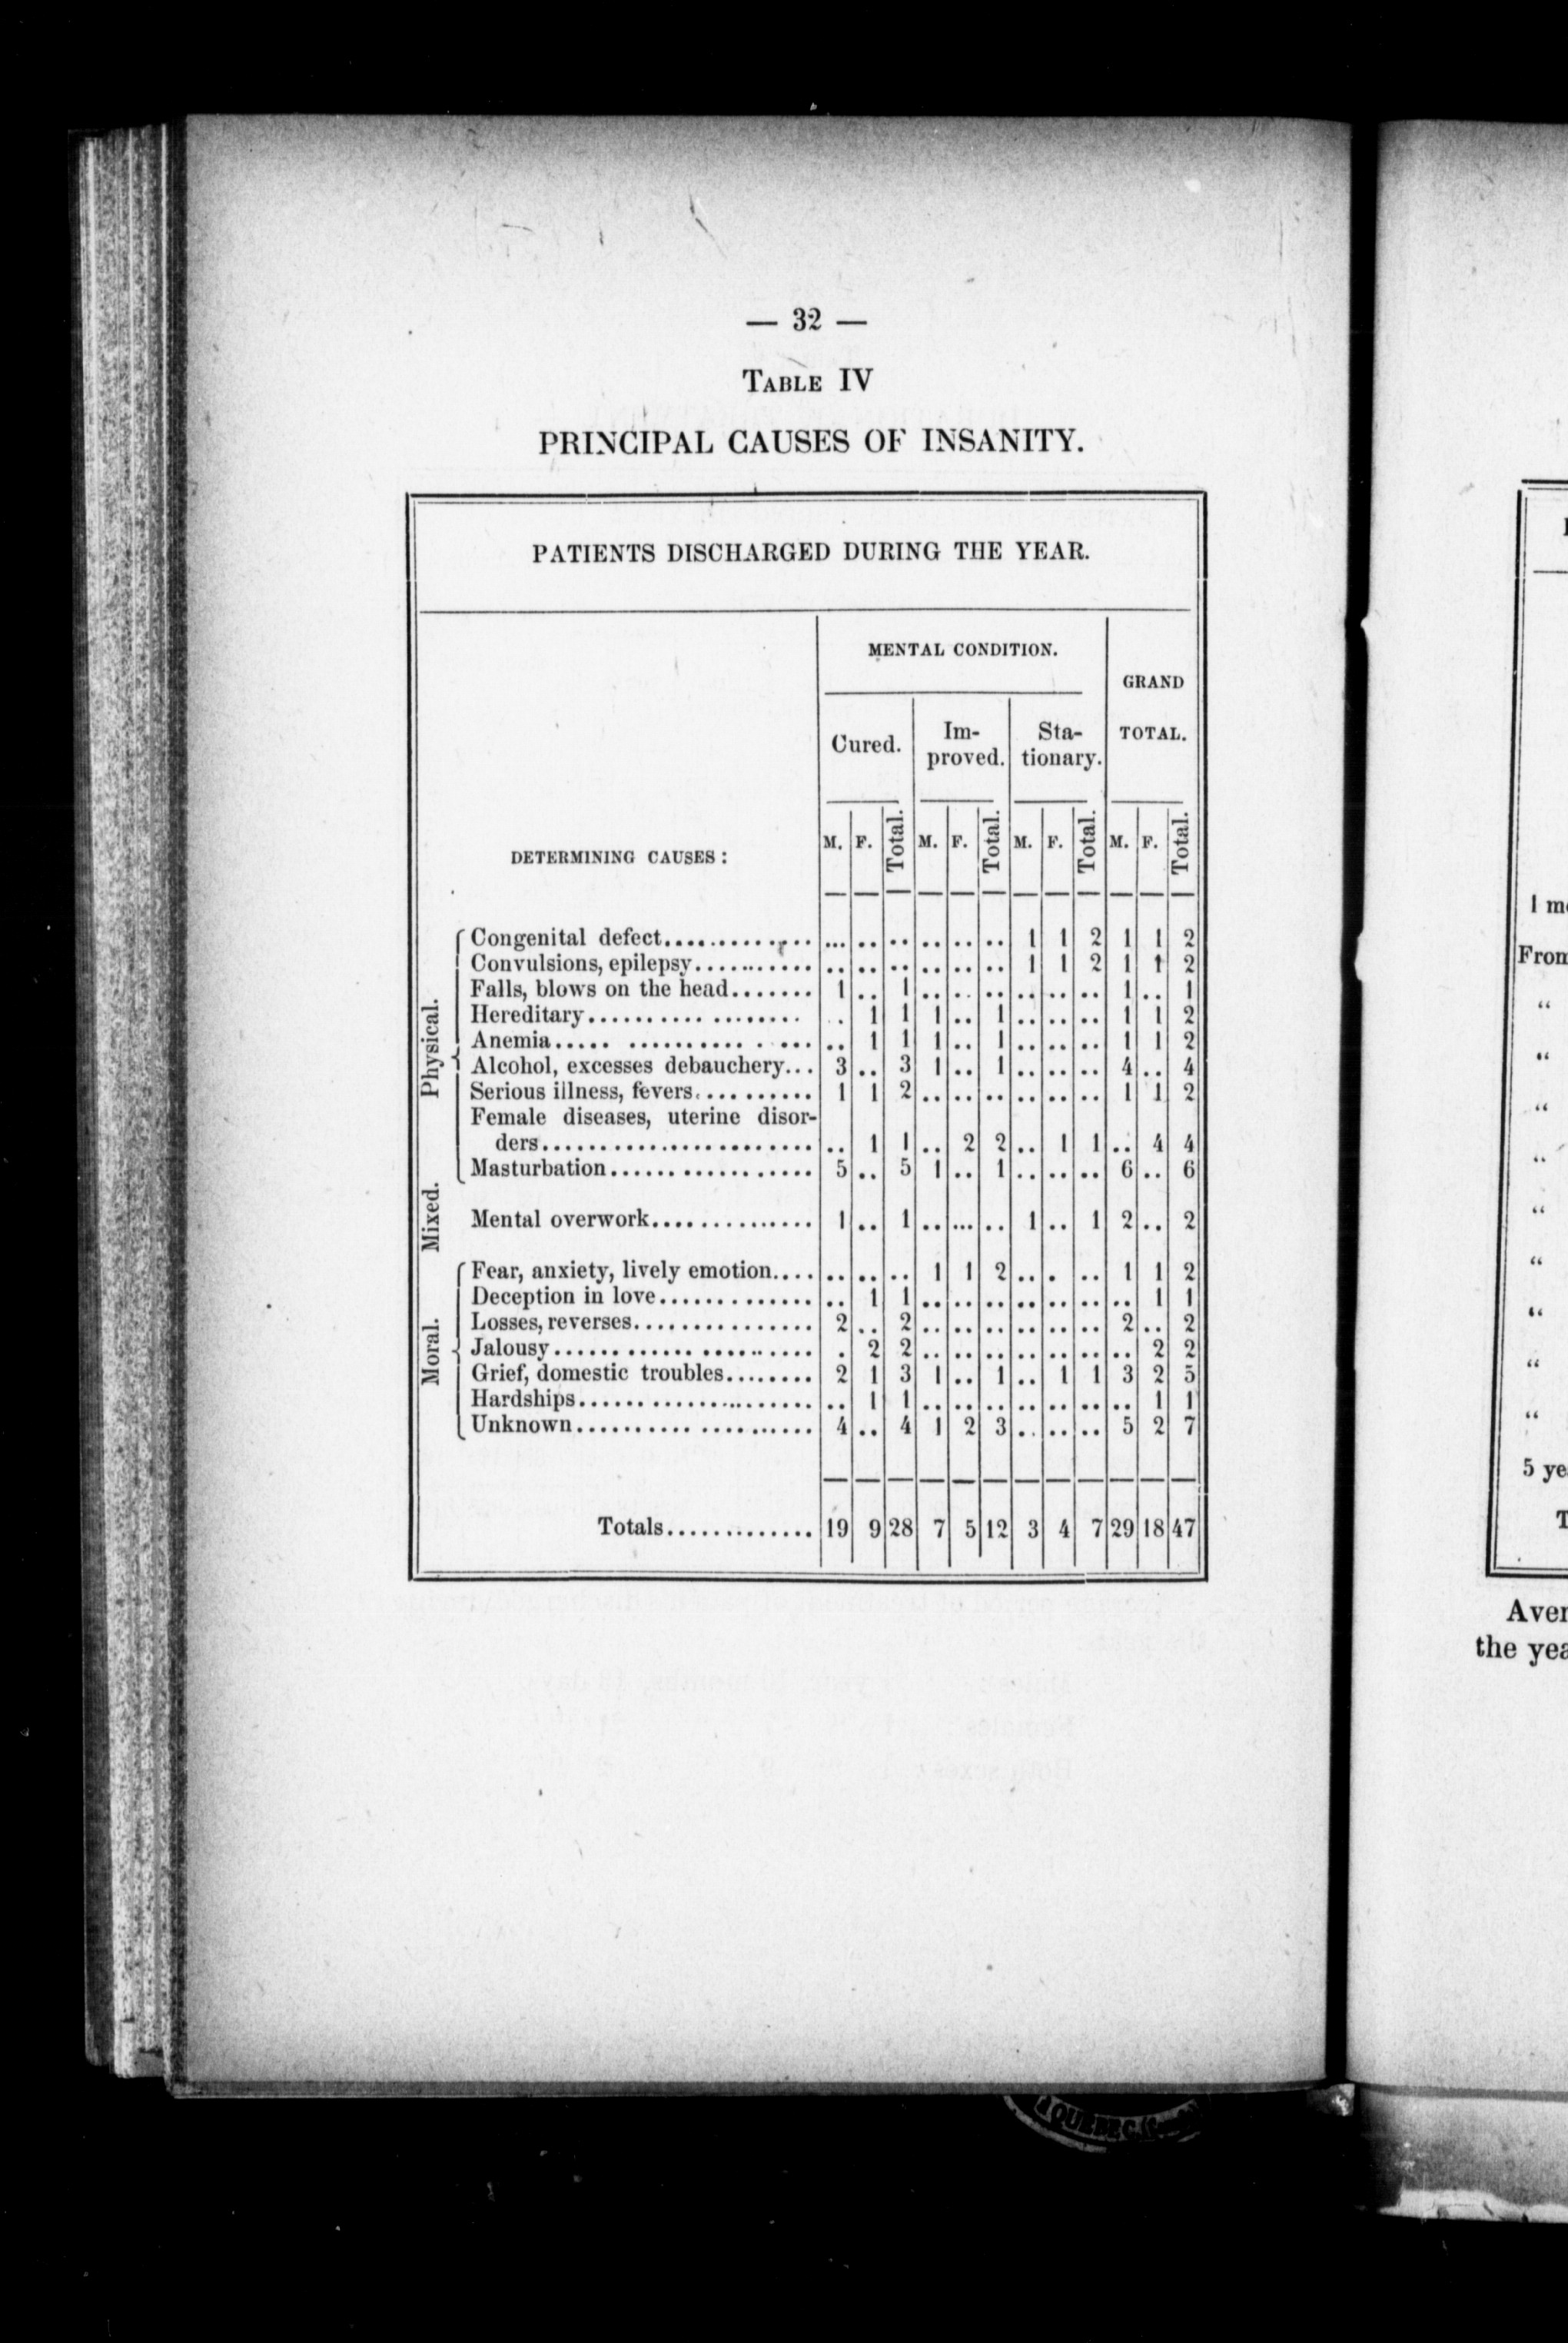 — 32 —
TABLE IV
PRINCIPAL CAUSES OF INSANITY.
PATIENTS DISCHARGED DURING THE YEAR.
MENTAL CONDITION.
GRAND TOTAL.
Cured.
Im-
proved.
Sta-
tionary.
DETERMINING CAUSES :
M. F. Total. M. F. Total. M. F. Total. M. F. Total.
Physical.
Congenital defect.............. ... .. .. .. .. .. 1 1 2 1 1 2
Convulsions, epilepsy........... .. .. .. .. .. .. 1 1 2 1 1 2
Falls, blows on the head....... 1 .. 1 .. .. .. .. .. .. 1 .. 1
Hereditary.......... ........ .. 1 1 1 .. 1 .. .. .. 1 1 2
Anemia..... .......... . ... .. 1 1 1 .. 1 .. .. .. 1 1 2
Alcohol, excesses debauchery... 3 .. 3 1 .. 1 .. .. .. 4 .. 4
Serious illness, fevers.......... 1 1 2 .. .. .. .. .. .. 1 1 2
Female diseases, uterine disor-
ders....................... .. 1 1 .. 2 2 .. 1 1 .. 4 4
Masturbation.................. 5 .. 5 1 .. 1 .. .. .. 6 .. 6
Mixed.
Mental overwork.............. 1 .. 1 .. ... .. 1 .. 1 2 .. 2
Moral.
Fear, anxiety, lively emotion.... .. .. .. 1 1 2 .. . .. 1 1 2
Deception in love.............. .. 1 1 .. .. .. .. .. .. .. 1 1
Losses, reverses................ 2 .. 2 .. .. .. .. .. .. 2 .. 2
Jalousy............ .......... . 2 2 .. .. .. .. .. .. .. 2 2
Grief, domestic troubles........ 2 1 3 1 .. 1 .. 1 1 3 2 5
Hardships...................... .. 1 1 .. .. .. .. .. .. .. 1 1
Unknown.......... .......... 4 .. 4 1 2 3 .. .. .. 5 2 7
Totals............. 19 9 28 7 5 12 3 4 7 29 18 47
1 m
From
“
“
“
“
“
“
“
“
“
5 ye
T
Aver
the yea